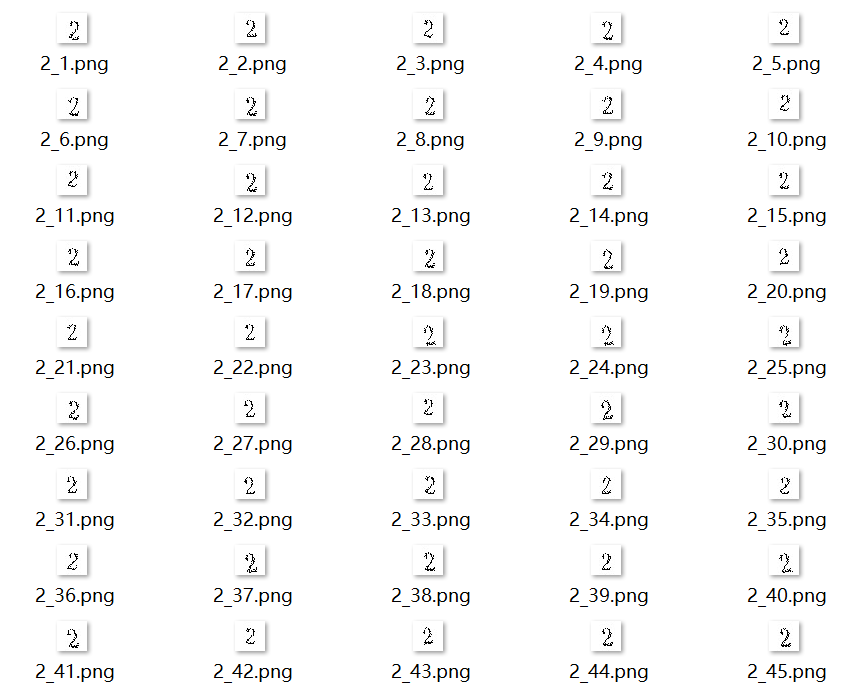 2 2 2 2 2
2_1.png 2_2.png 2_3.png 2_4.png 2_5.png
2 2 2 2 2
2_6.png 2_7.png 2_8.png 2_9.png 2_10.png
2 2 2 2 2
2_11.png 2_12.png 2_13.png 2_14.png 2_15.png
2 2 2 2 2
2_16.png 2_17.png 2_18.png 2_19.png 2_20.png
2 2 2 2 2
2_21.png 2_22.png 2_23.png 2_24.png 2_25.png
2 2 2 2 2
2_26.png 2_27.png 2_28.png 2_29.png 2_30.png
2 2 2 2 2
2_31.png 2_32.png 2_33.png 2_34.png 2_35.png
2 2 2 2 2
2_36.png 2_37.png 2_38.png 2_39.png 2_40.png
2 2 2 2 2
2_41.png 2_42.png 2_43.png 2_44.png 2_45.png